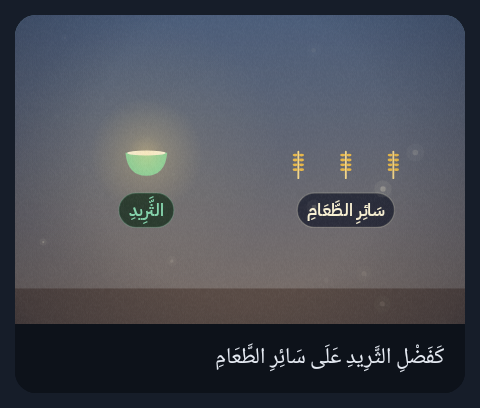 الثَّرِيدِ
سَائِرِ الطَّعَامِ
كَفَضْلِ الثَّرِيدِ عَلَى سَائِرِ الطَّعَامِ